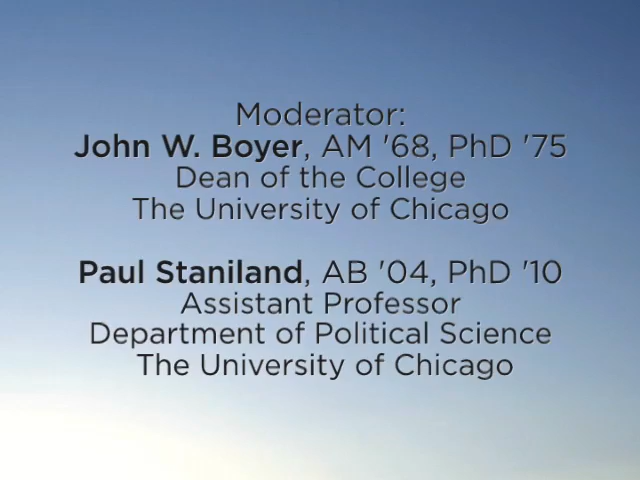 Moderator:
John W. Boyer, AM '68, PhD '75
Dean of the College
The University of Chicago
Paul Staniland, AB '04, PhD '10
Assistant Professor
Department of Political Science
The University of Chicago